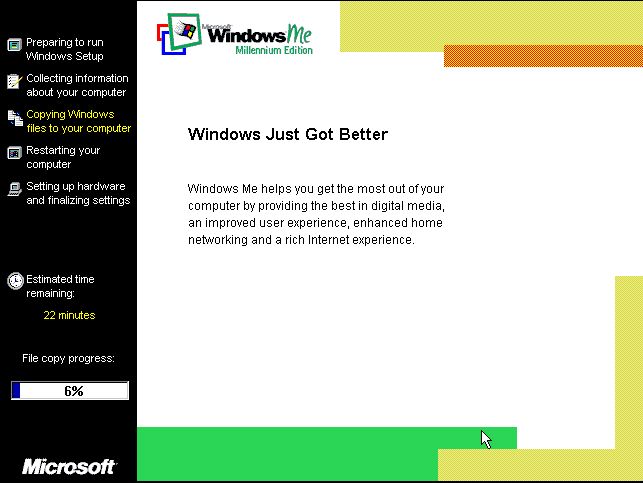 Preparing to run
Windows Setup
Collecting information
about your computer
Copying Windows
files to your computer
Restarting your
computer
Setting up hardware
and finalizing settings
Estimated time
remaining:
22 minutes
File copy progress:
6%
Microsoft
Microsoft
Windows Me
Millennium Edition
Windows Just Got Better
Windows Me helps you get the most out of your
computer by providing the best in digital media,
an improved user experience, enhanced home
networking and a rich Internet experience.